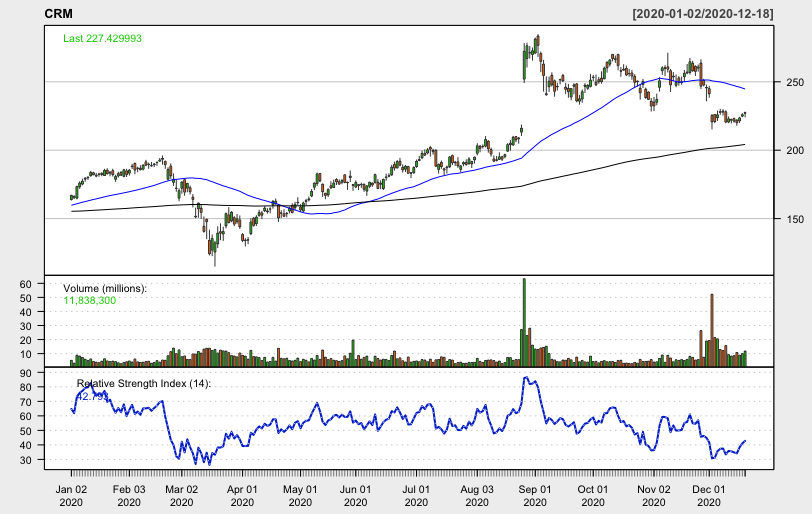 CRM [2020-01-02/2020-12-18]
Last 227.429993
250
200
150
Volume (millions):
11,838,300
60
50
40
30
20
10
Relative Strength Index (14):
90
80
70
60
50
40
30
Jan 02 Feb 03 Mar 02 Apr 01 May 01 Jun 01 Jul 01 Aug 03 Sep 01 Oct 01 Nov 02 Dec 01
2020 2020 2020 2020 2020 2020 2020 2020 2020 2020 2020 2020